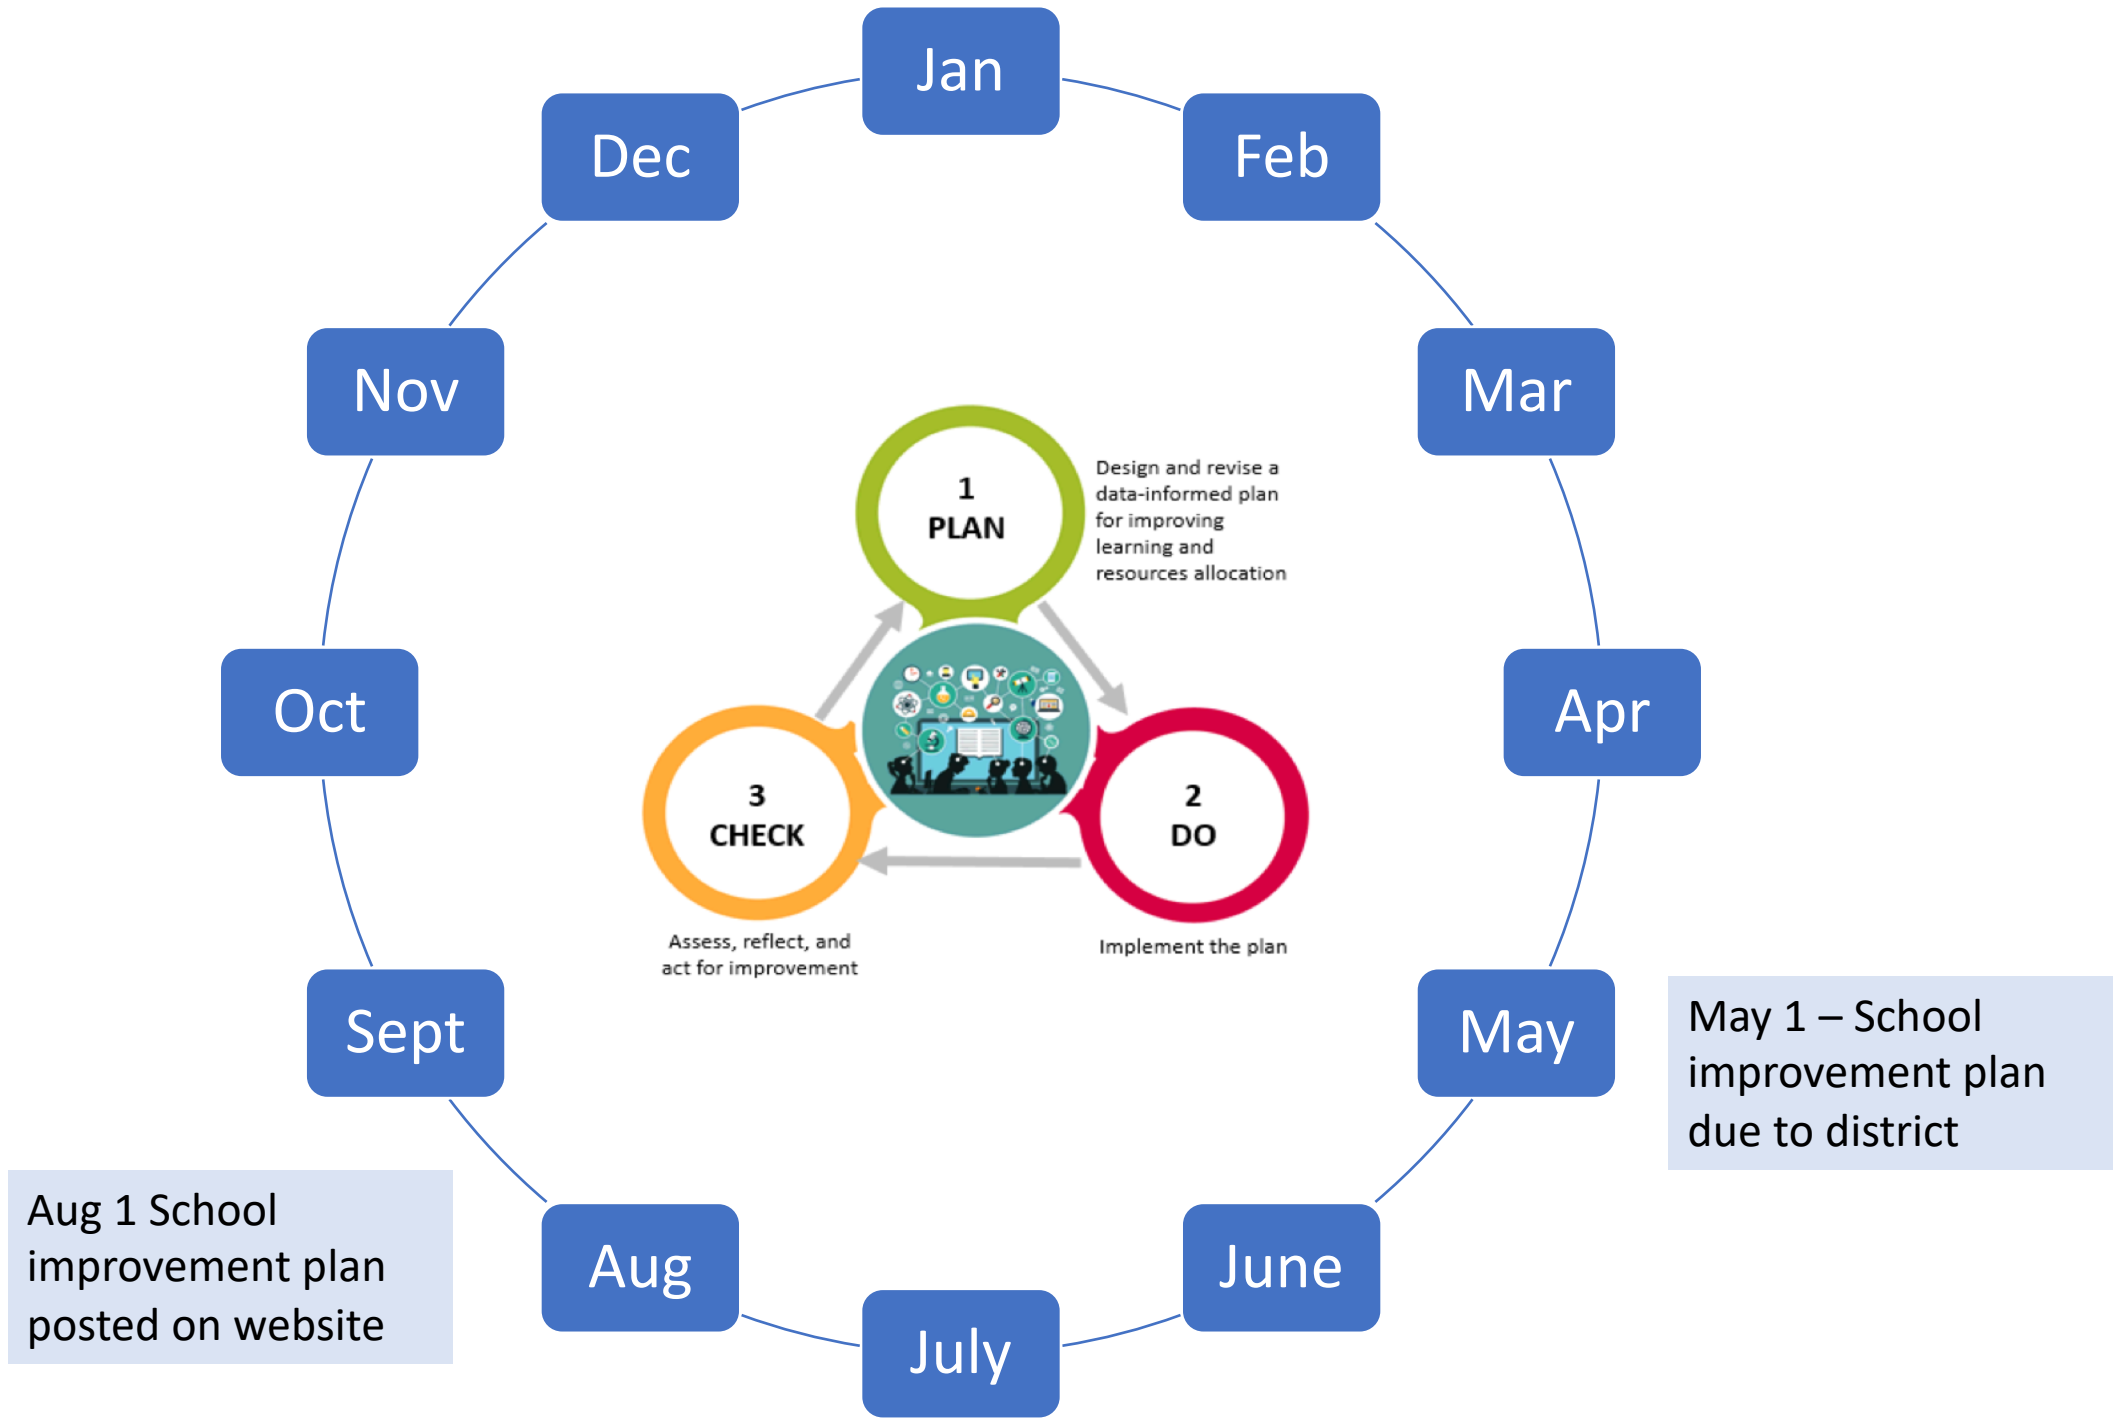 Jan
Feb
Mar
Apr
May
June
July
Aug
Sept
Oct
Nov
Dec
1
PLAN
Design and revise a
data-informed plan
for improving
learning and
resources allocation
2
DO
Implement the plan
3
CHECK
Assess, reflect, and
act for improvement
May 1 – School
improvement plan
due to district
Aug 1 School
improvement plan
posted on website